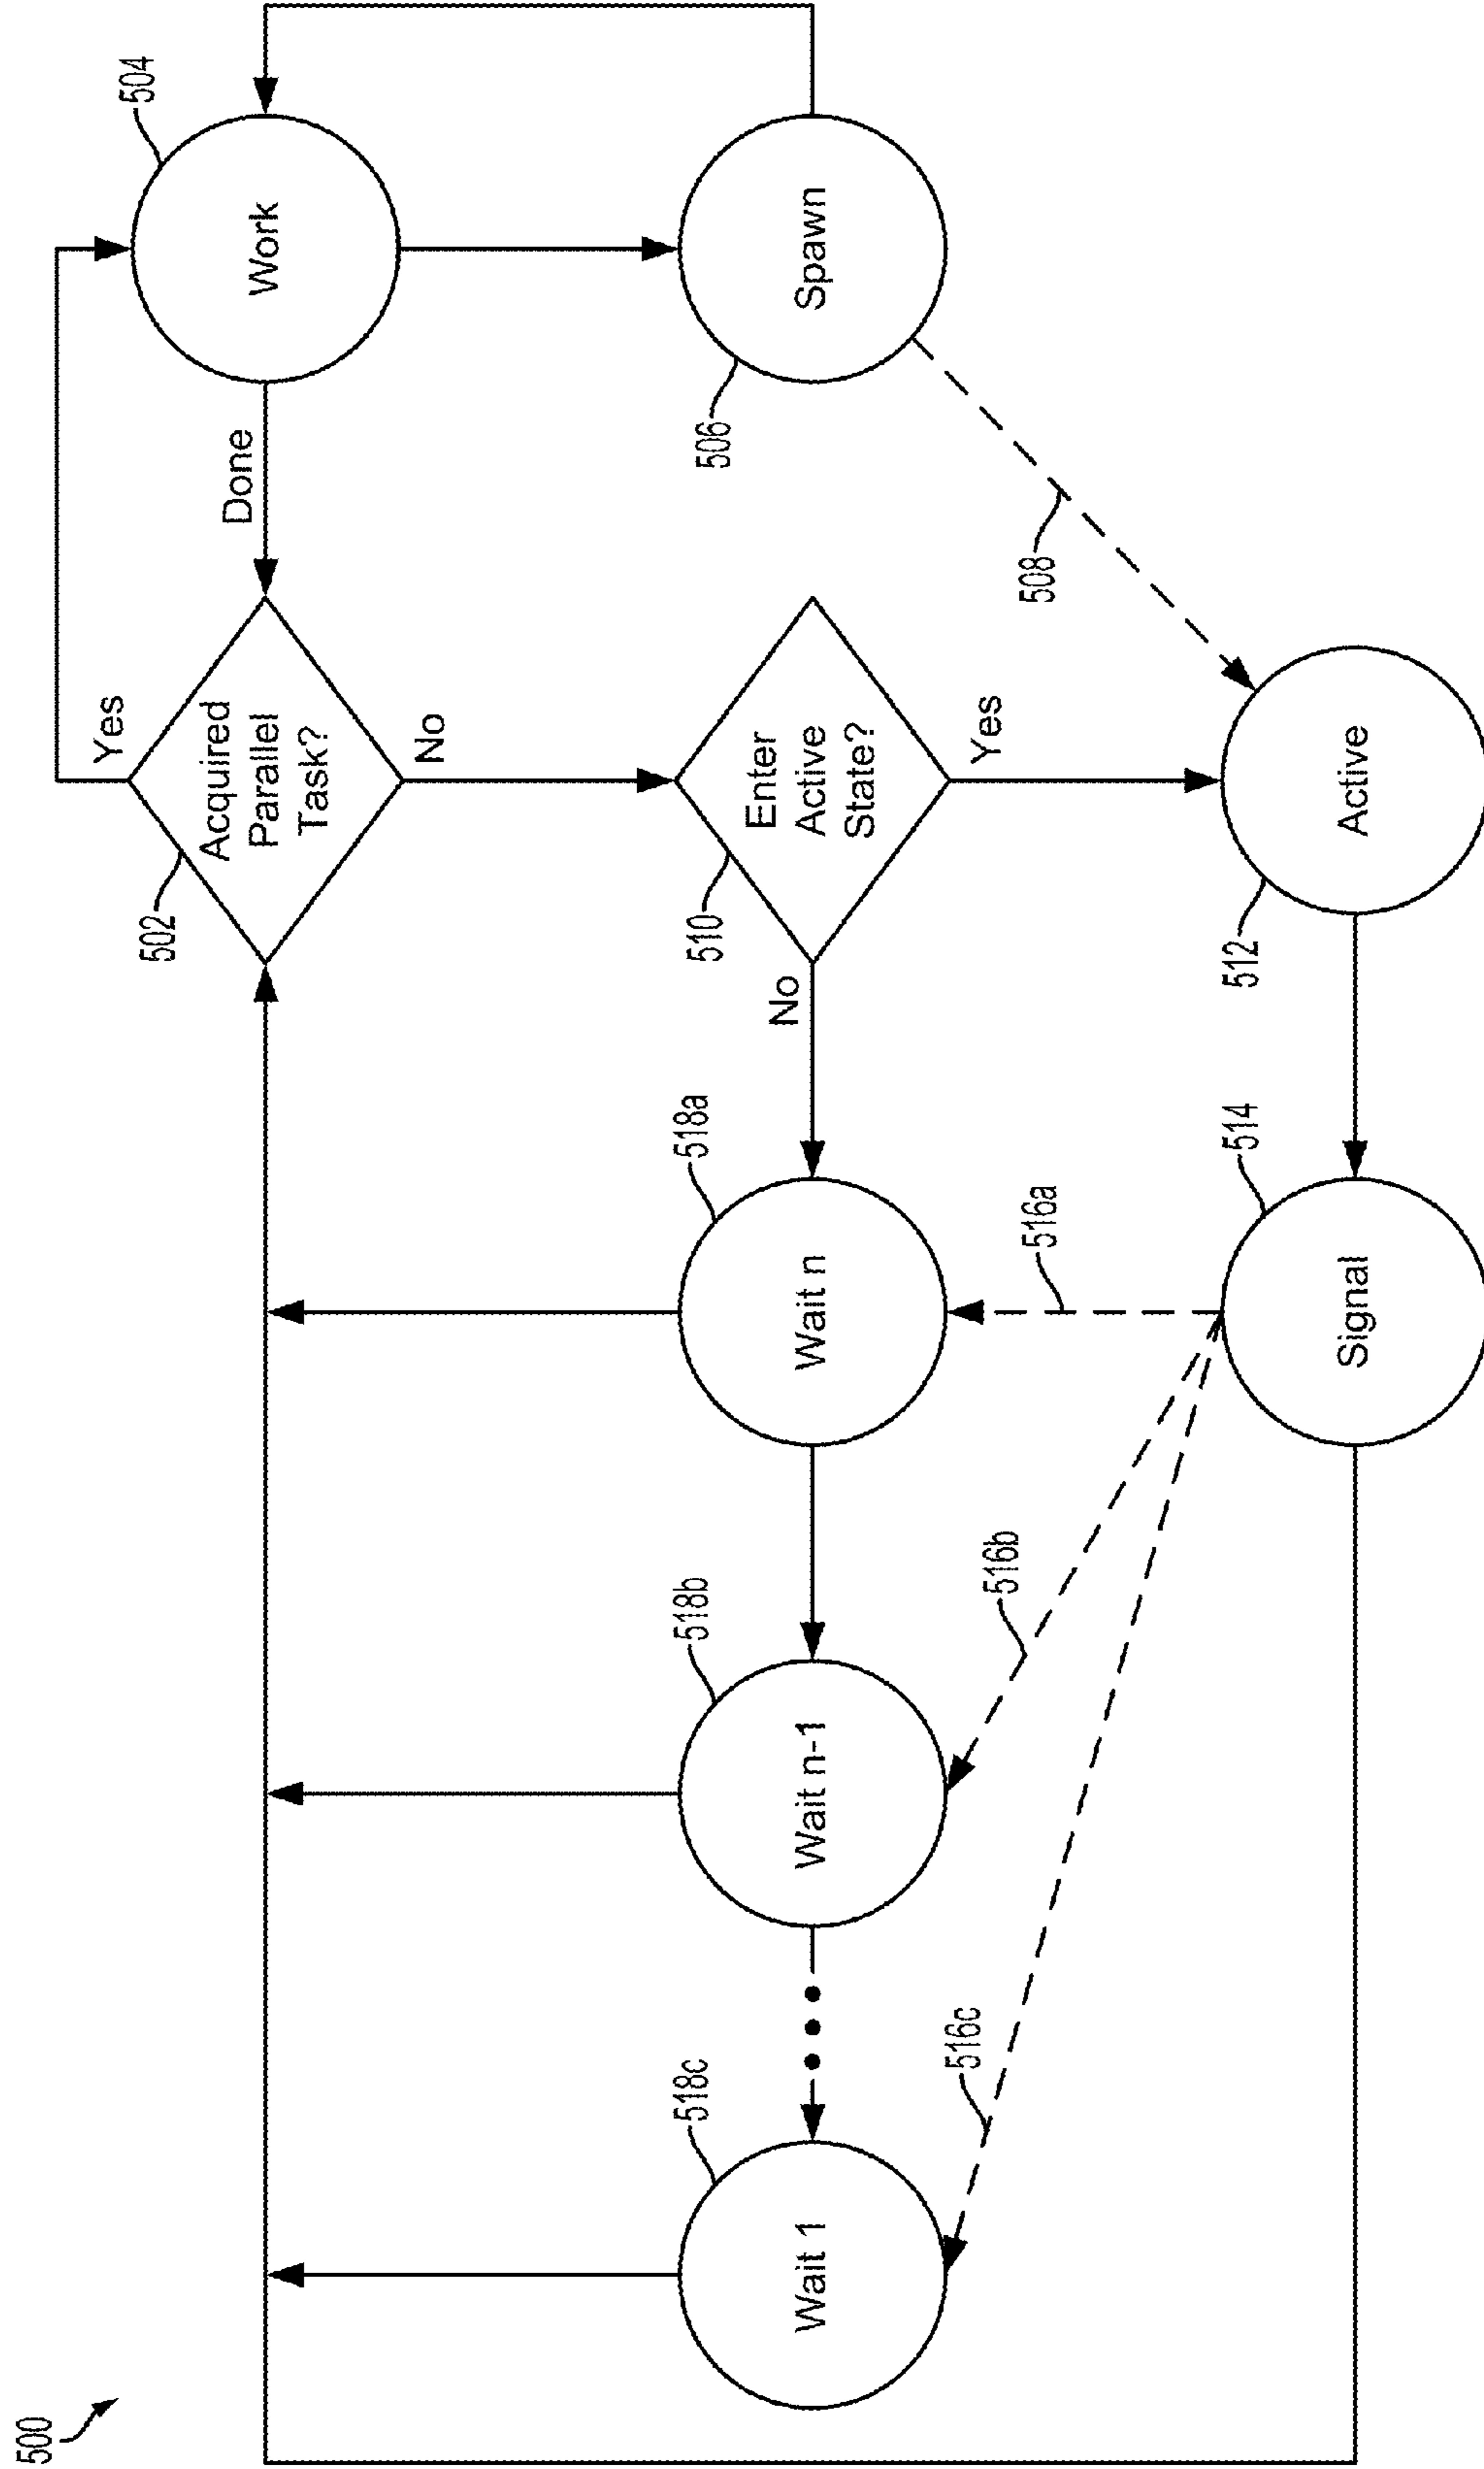 500
504
Work
Done
Yes
Acquired
Parallel
Task?
502
No
506
Spawn
508
Enter
Active
State?
510
No
Yes
518a
Wait n
518b
Wait n-1
518c
Wait 1
516a
516b
516c
512
Active
514
Signal